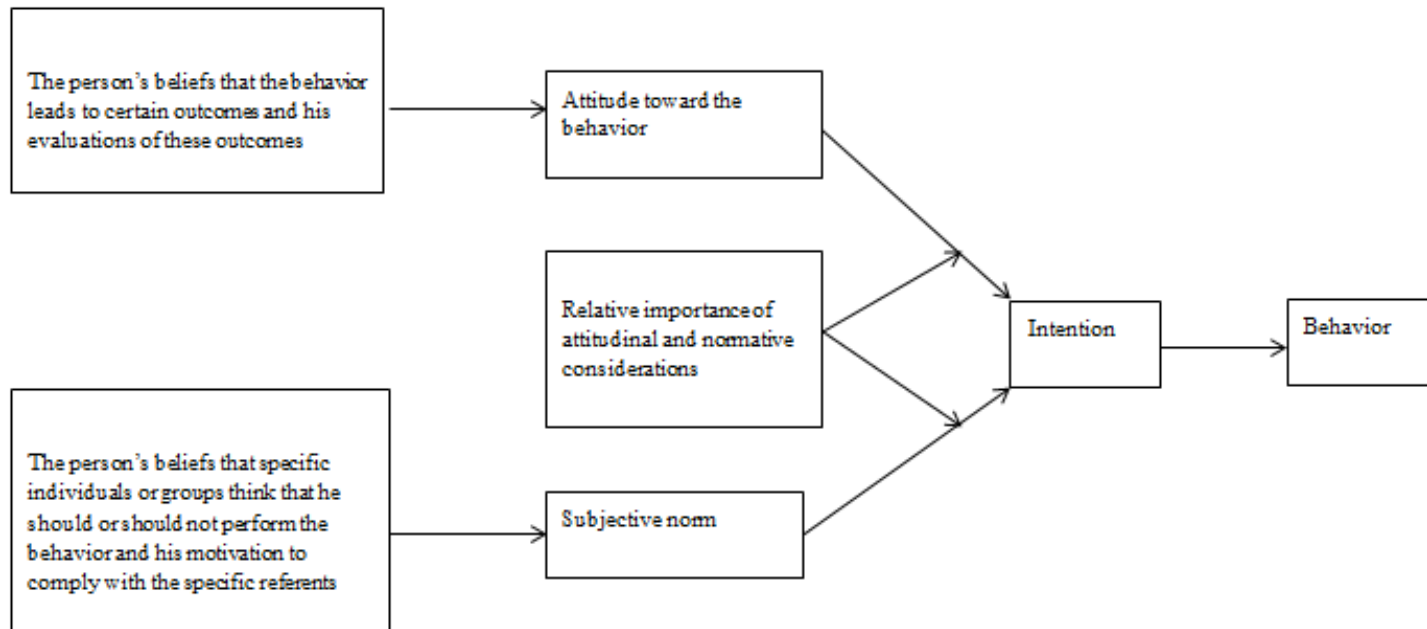 The person's beliefs that the behavior
leads to certain outcomes and his
evaluations of these outcomes
Attitude toward the
behavior
Relative importance of
attitudinal and normative
considerations
Intention
Behavior
The person's beliefs that specific
individuals or groups think that he
should or should not perform the
behavior and his motivation to
comply with the specific referents
Subjective norm